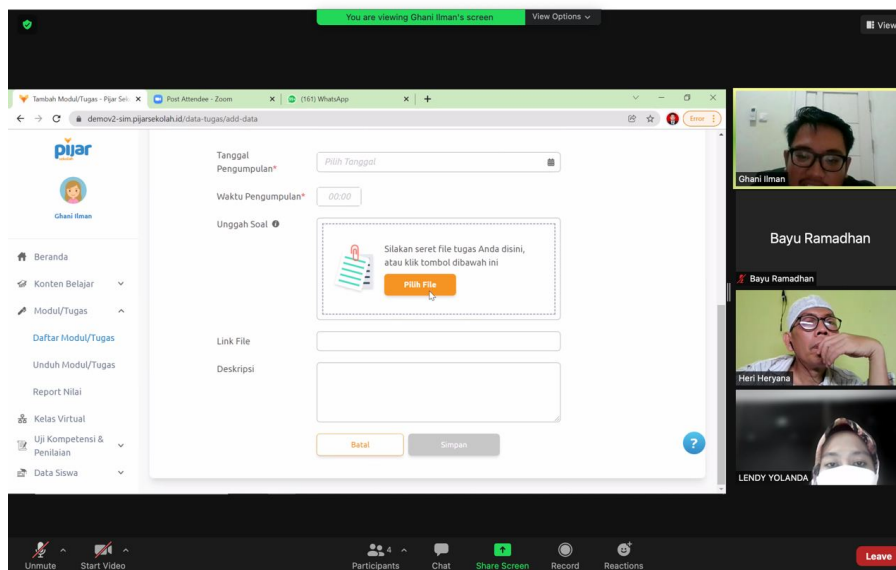 You are viewing Ghani Ilman's screen
View Options
View
Tambah Modul/Tugas - Pijar Sek
Post Attendee - Zoom
(161) WhatsApp
demov2-sim.pijarsekolah.id/data-tugas/add-data
Error
pijar
sekolah
Ghani Ilman
Beranda
Konten Belajar
Modul/Tugas
Daftar Modul/Tugas
Unduh Modul/Tugas
Report Nilai
Kelas Virtual
Uji Kompetensi &
Penilaian
Data Siswa
Tanggal
Pengumpulan*
Pilih Tanggal
Waktu Pengumpulan*
00:00
Unggah Soal
Silakan seret file tugas Anda disini,
atau klik tombol dibawah ini
Pilih File
Link File
Deskripsi
Batal
Simpan
?
Ghani Ilman
Bayu Ramadhan
Bayu Ramadhan
Heri Heryana
LENDY YOLANDA
Unmute
Start Video
4
Participants
Chat
Share Screen
Record
Reactions
Leave